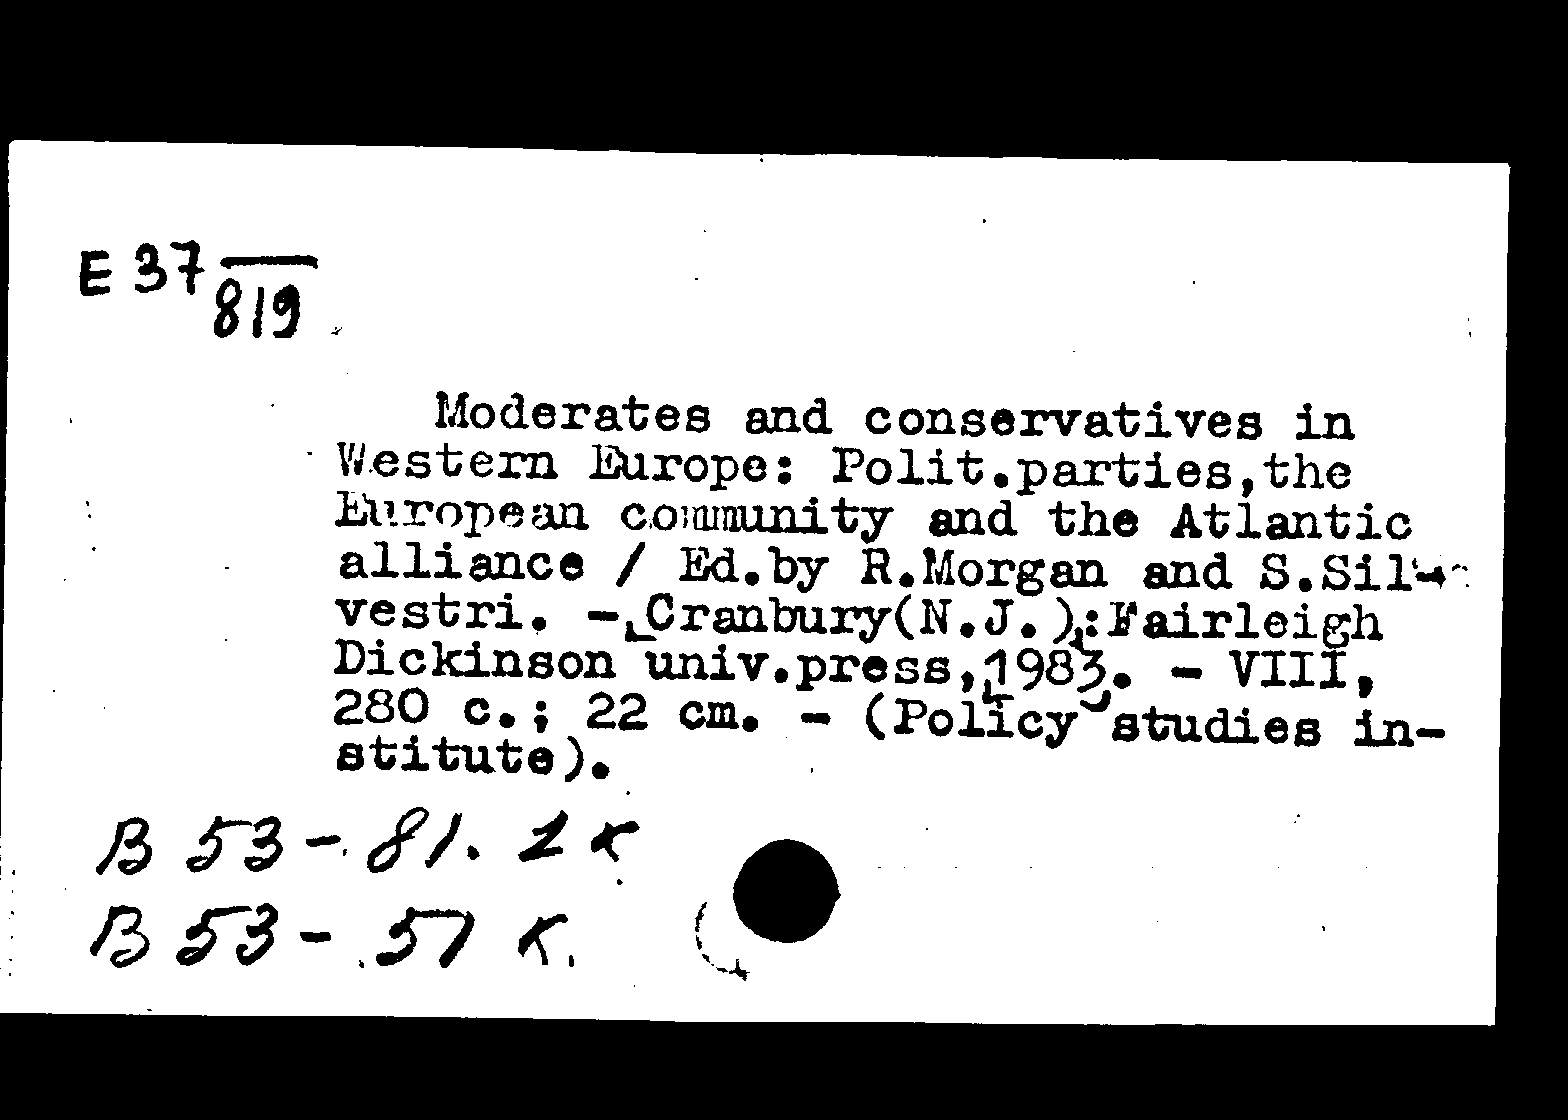 E 37
819
Moderates and conservatives in
Western Europe: Polit.parties,the
European community and the Atlantic
alliance / Ed.by R.Morgan and S.Sil-
vestri. - Cranbury(N.J.):Fairleigh
Dickinson univ.press,1983. - VIII,
280 c.; 22 cm. - (Policy studies in-
stitute).
В 53-81. 2 к
В 53-57 к.